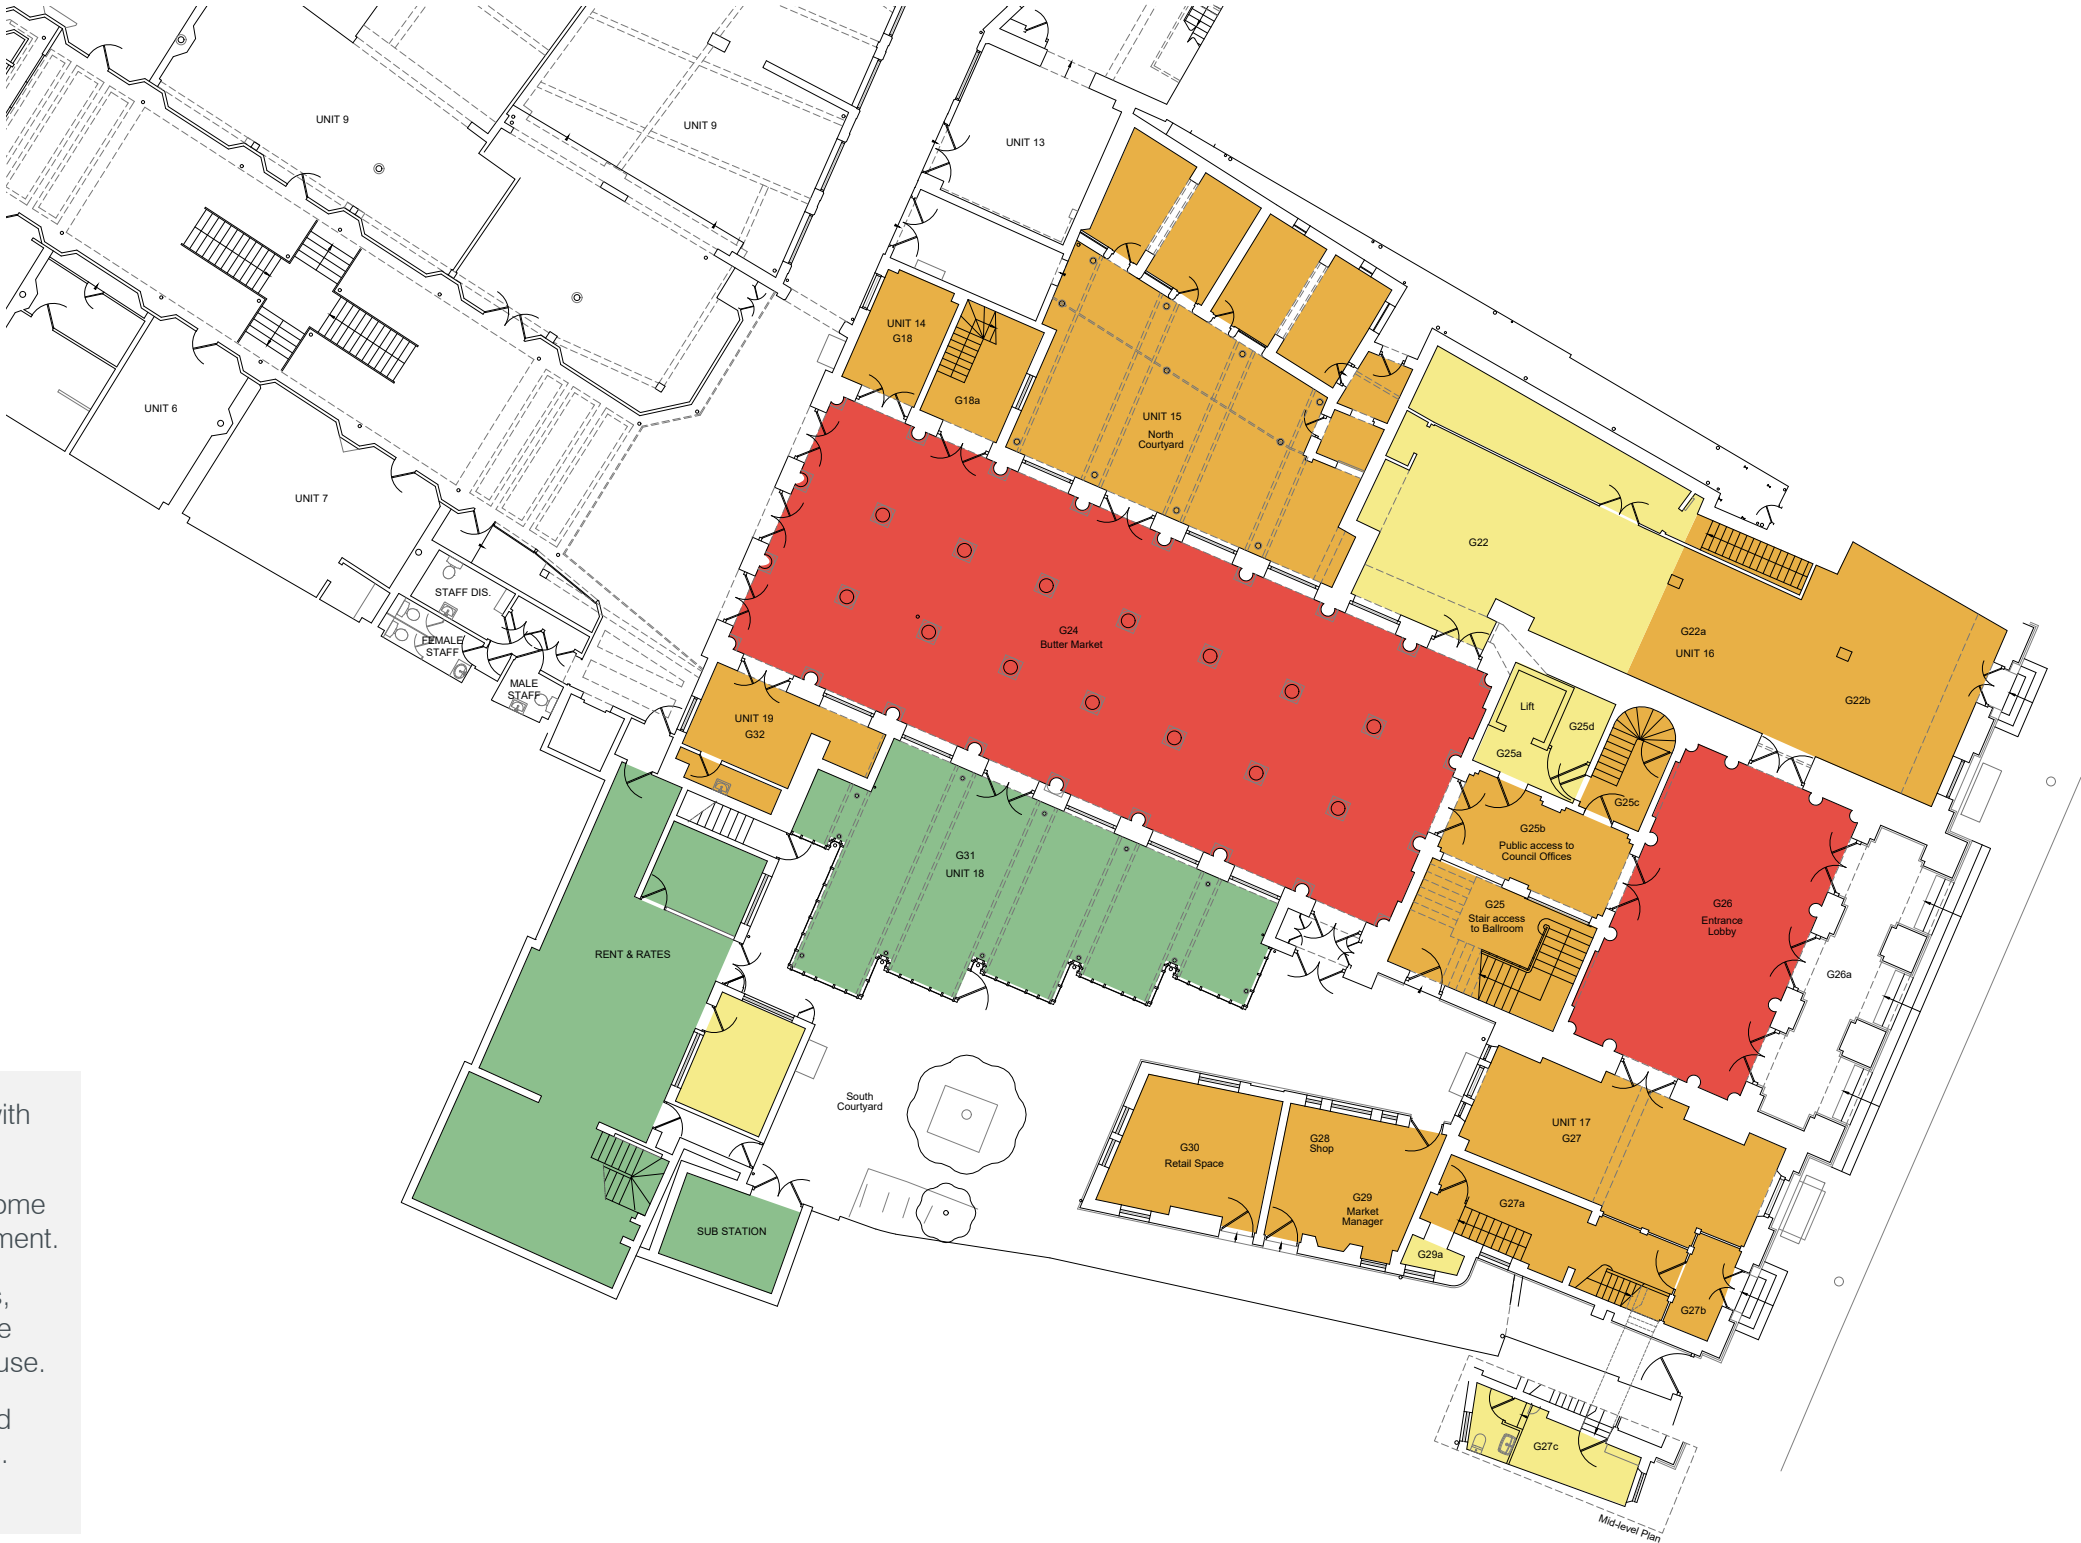 UNIT 9
UNIT 9
UNIT 13
UNIT 14
G18
G18a
UNIT 15
North
Courtyard
UNIT 6
UNIT 7
STAFF DIS.
FEMALE
STAFF
MALE
STAFF
G22
G22a
UNIT 16
G22b
G24
Butter Market
Lift
G25d
G25a
G25c
G25b
Public access to
Council Offices
G25
Stair access
to Ballroom
G26
Entrance
Lobby
G26a
UNIT 19
G32
G31
UNIT 18
RENT & RATES
South
Courtyard
SUB STATION
G30
Retail Space
G28
Shop
G29
Market
Manager
G29a
UNIT 17
G27
G27a
G27b
G27c
Mid-level Plan
use.